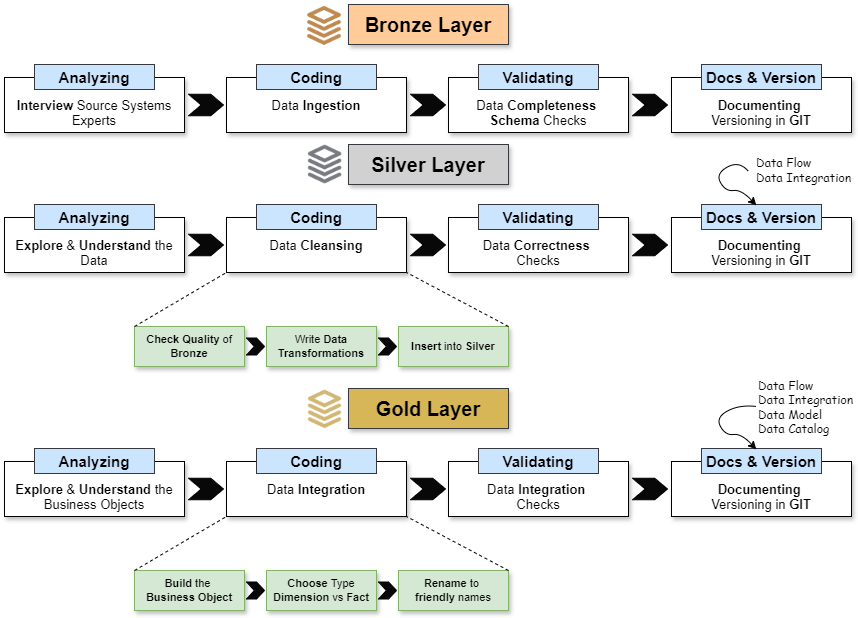 Bronze Layer
Analyzing
Interview Source Systems
Experts
Coding
Data Ingestion
Validating
Data Completeness
Schema Checks
Docs & Version
Documenting
Versioning in GIT
Silver Layer
Data Flow
Data Integration
Analyzing
Explore & Understand the
Data
Coding
Data Cleansing
Validating
Data Correctness
Checks
Docs & Version
Documenting
Versioning in GIT
Check Quality of
Bronze
Write Data
Transformations
Insert into Silver
Gold Layer
Data Flow
Data Integration
Data Model
Data Catalog
Analyzing
Explore & Understand the
Business Objects
Coding
Data Integration
Validating
Data Integration
Checks
Docs & Version
Documenting
Versioning in GIT
Build the
Business Object
Choose Type
Dimension vs Fact
Rename to
friendly names